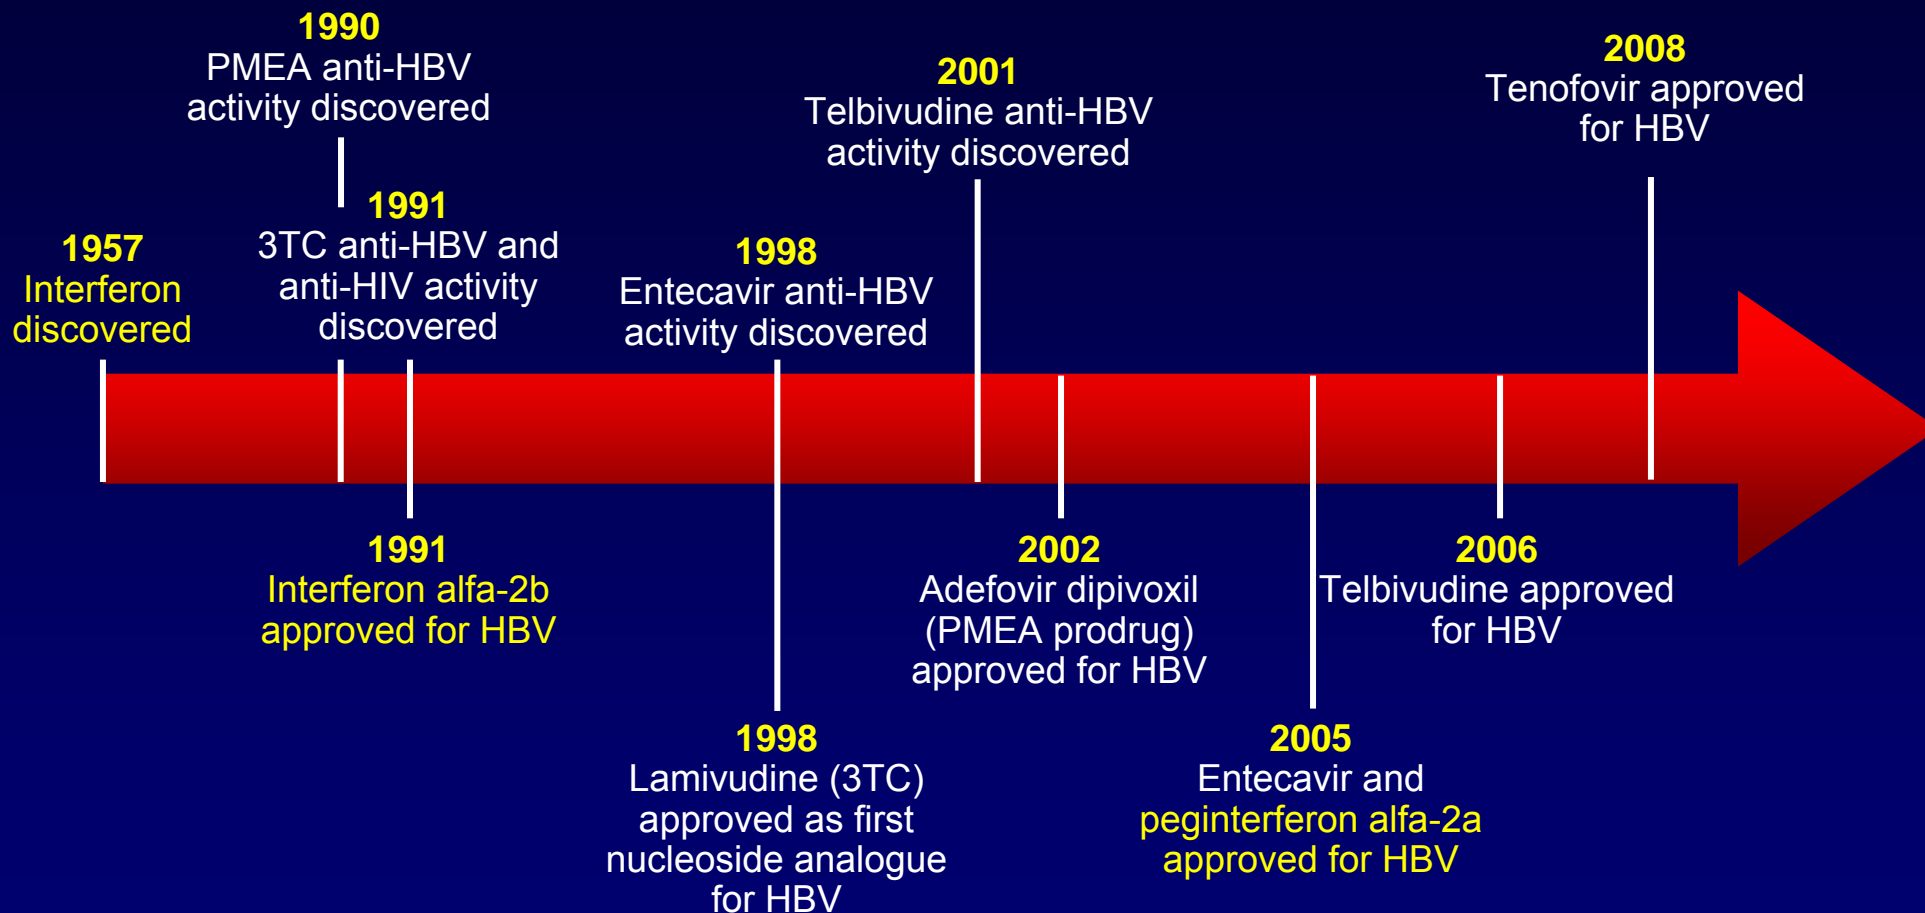 1990
PMEA anti-HBV
activity discovered
2001
Telbivudine anti-HBV
activity discovered
2008
Tenofovir approved
for HBV
1957
Interferon
discovered
1991
3TC anti-HBV and
anti-HIV activity
discovered
1998
Entecavir anti-HBV
activity discovered
1991
Interferon alfa-2b
approved for HBV
2002
Adefovir dipivoxil
(PMEA prodrug)
approved for HBV
2006
Telbivudine approved
for HBV
1998
Lamivudine (3TC)
approved as first
nucleoside analogue
for HBV
2005
Entecavir and
peginterferon alfa-2a
approved for HBV